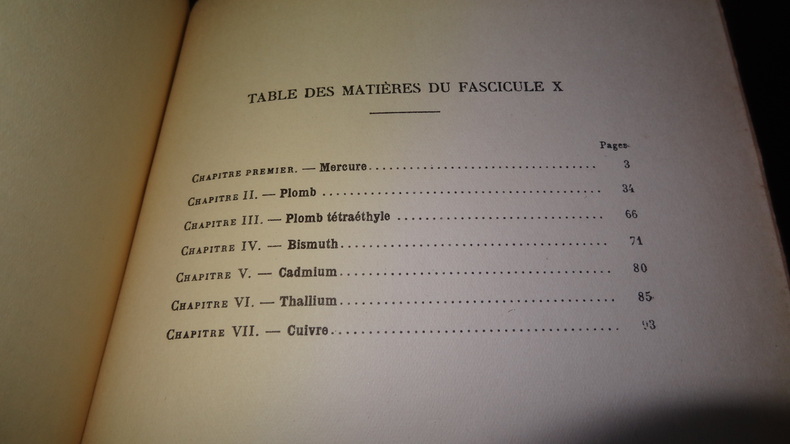 TABLE DES MATIÈRES DU FASCICULE X
Pages.
CHAPITRE PREMIER. — Mercure................................ 3
CHAPITRE II. — Plomb ................................ 34
CHAPITRE III. — Plomb tétraéthyle ........................ 66
CHAPITRE IV. — Bismuth................................ 71
CHAPITRE V. — Cadmium................................ 80
CHAPITRE VI. — Thallium................................ 85
CHAPITRE VII. — Cuivre.................................. 93